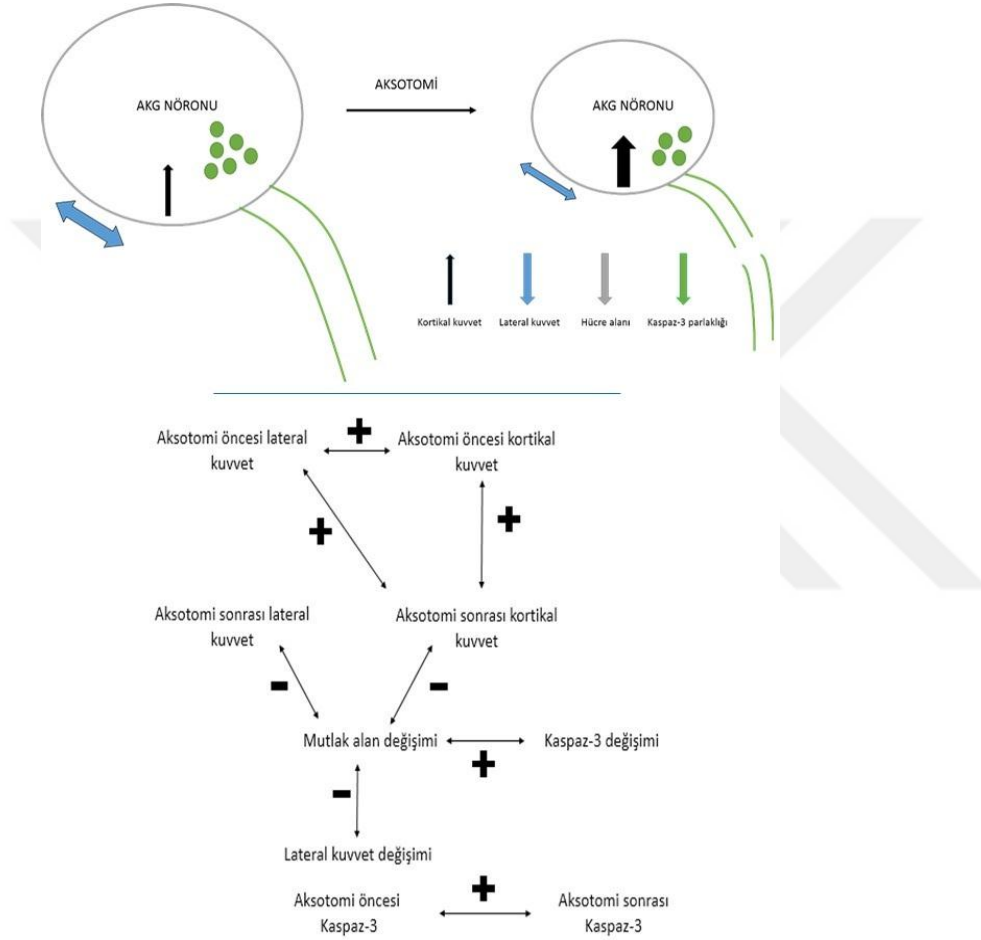 AKG NÖRONU
AKSOTOMİ
AKG NÖRONU
Kortikal kuvvet
Lateral kuvvet
Hücre alanı
Kaspaz-3 parlaklığı
Aksotomi öncesi lateral
kuvvet
+
Aksotomi öncesi kortikal
kuvvet
+
+
Aksotomi sonrası lateral
kuvvet
Aksotomi sonrası kortikal
kuvvet
-
-
Mutlak alan değişimi
+
Kaspaz-3 değişimi
-
Lateral kuvvet değişimi
Aksotomi öncesi
Kaspaz-3
+
Aksotomi sonrası
Kaspaz-3